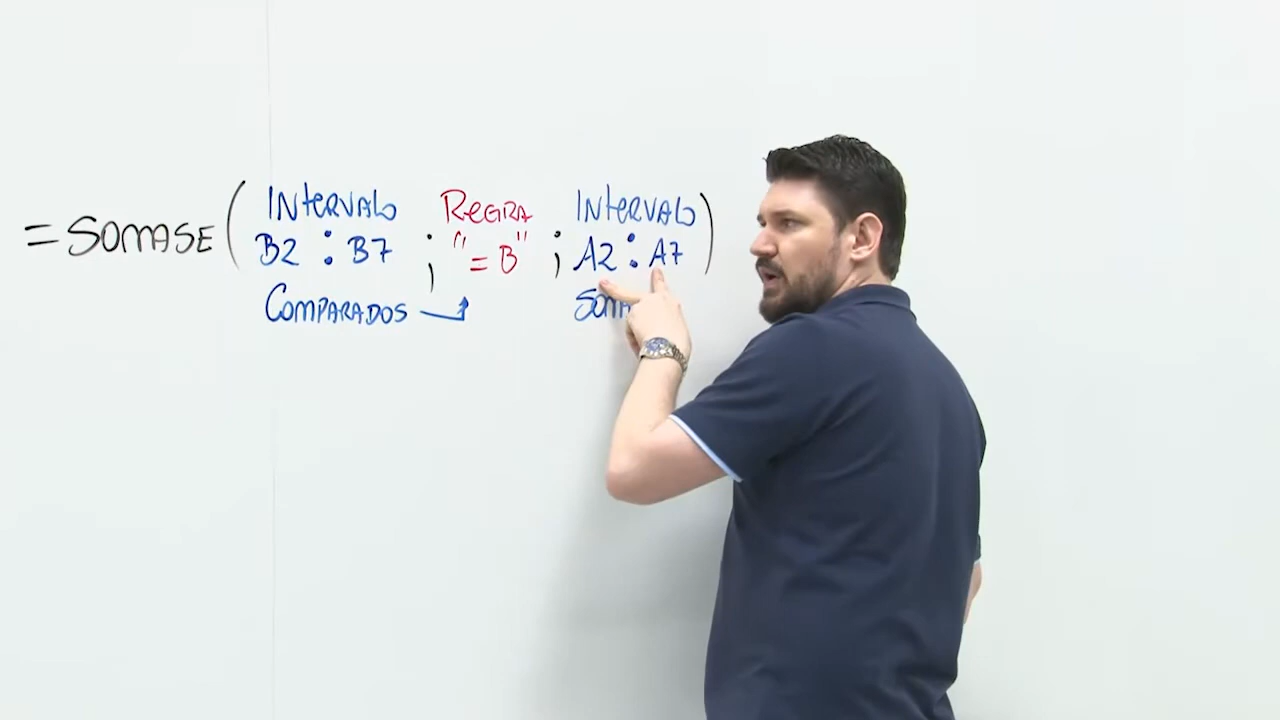 INtERVALO REGRA INtERVALO
=SOMASE( B2 : B7 ; "=B" ; A2 : A7 )
COMPARADOS